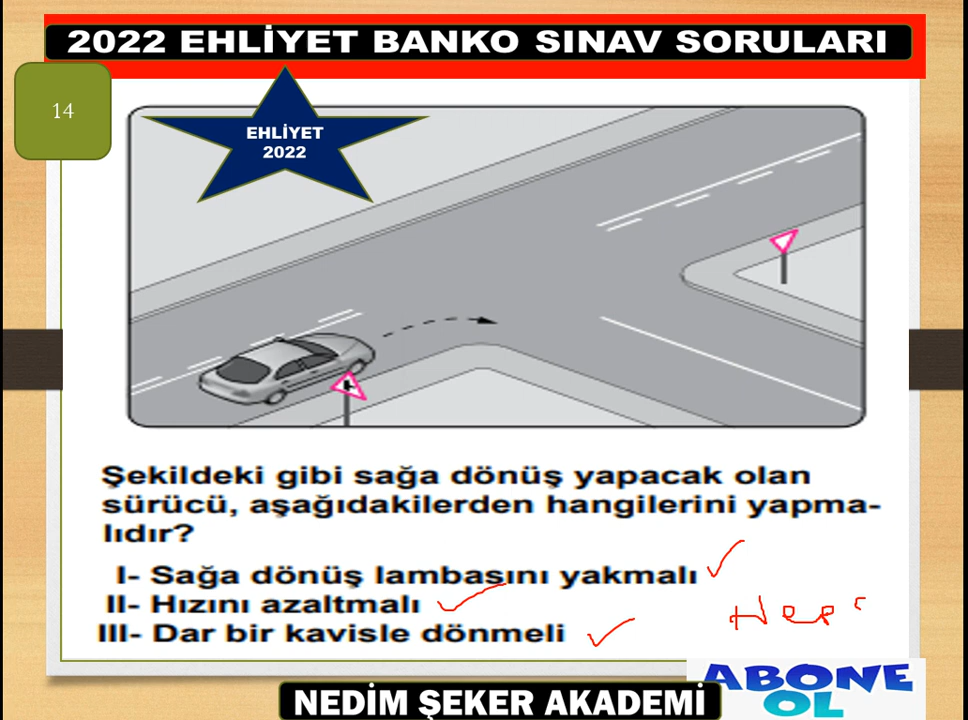 2022 EHLİYET BANKO SINAV SORULARI
14
EHLİYET
2022
Şekildeki gibi sağa dönüş yapacak olan
sürücü, aşağıdakilerden hangilerini yapma-
lıdır?
I- Sağa dönüş lambasını yakmalı
II- Hızını azaltmalı
III- Dar bir kavisle dönmeli
ABONE
OL
NEDİM ŞEKER AKADEMİ